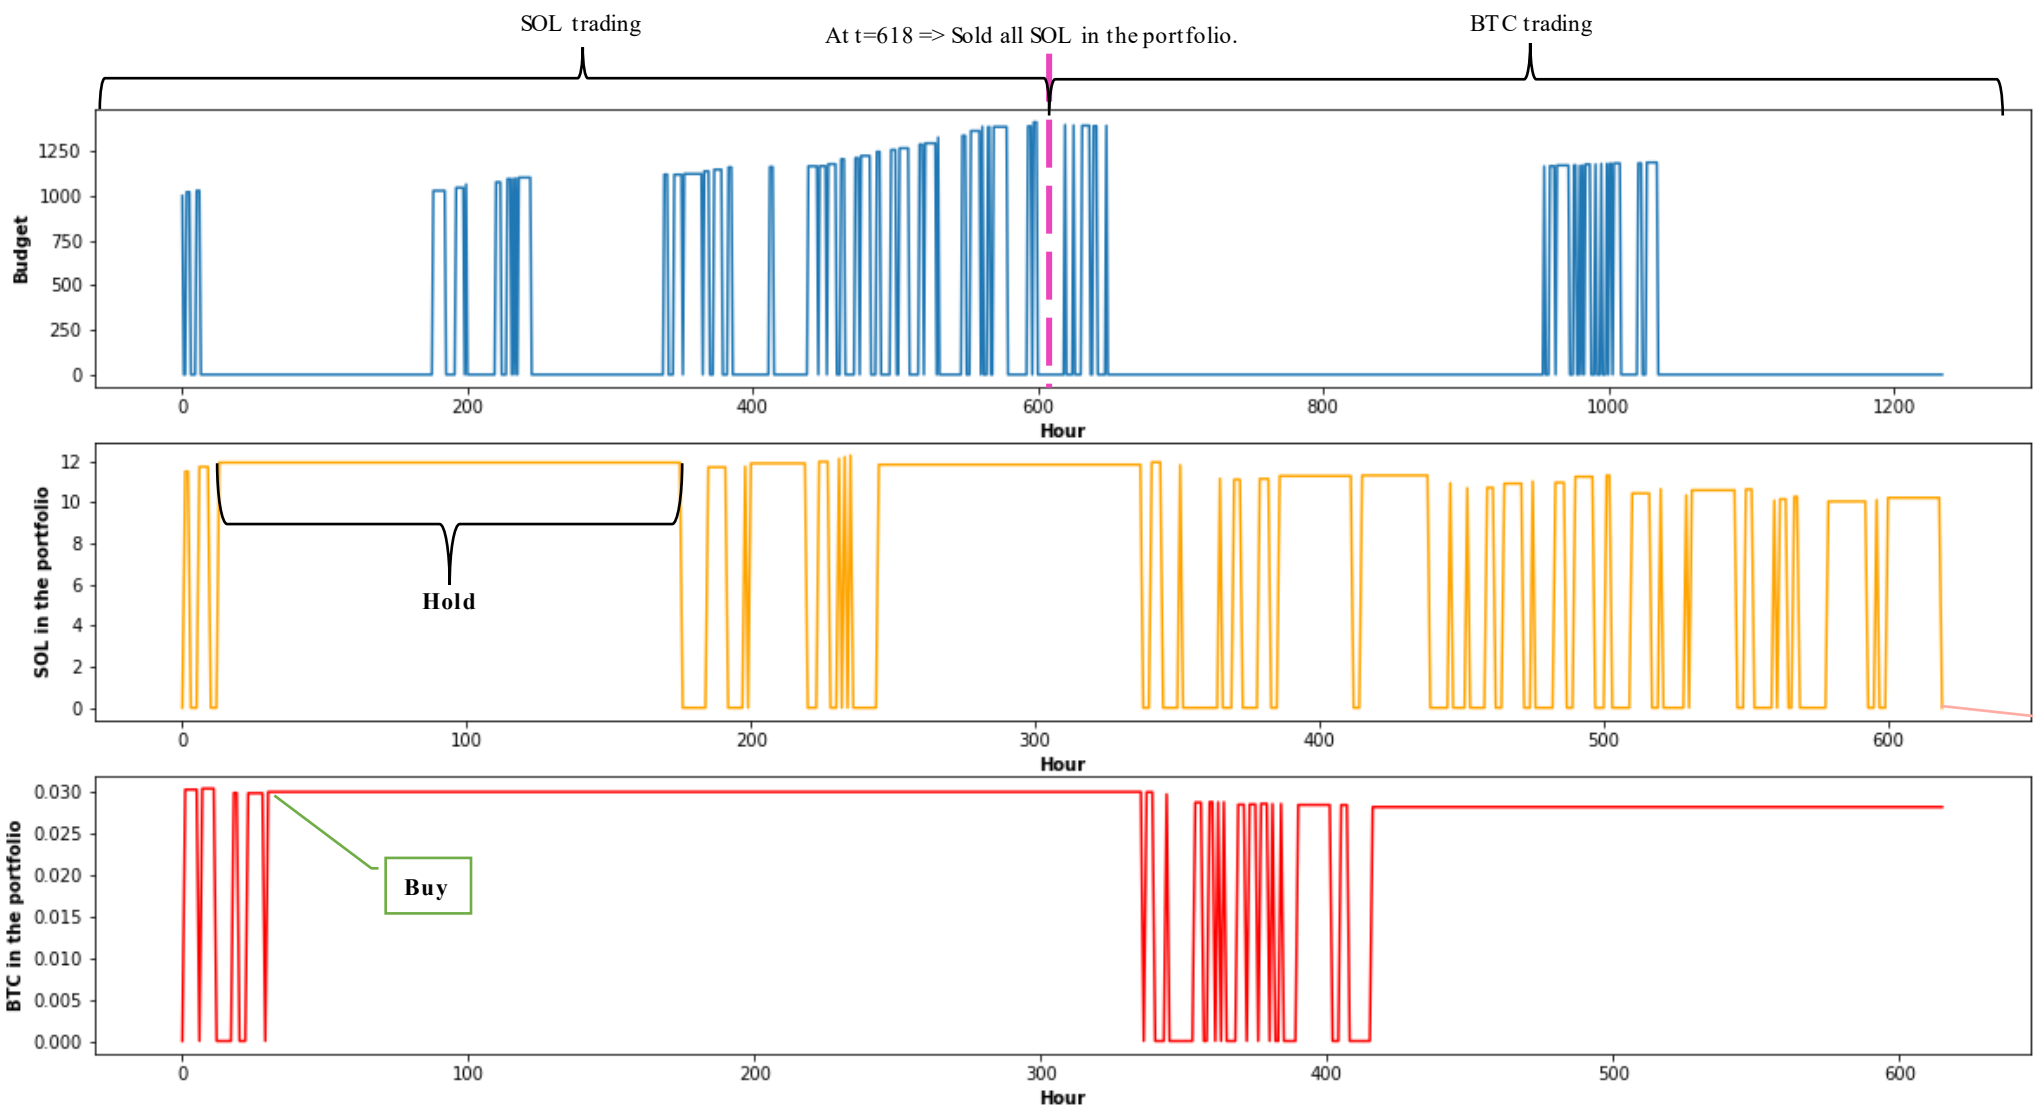 SOL trading
At t=618 => Sold all SOL in the portfolio.
BTC trading
Budget
1250
1000
750
500
250
0
0 200 400 600 800 1000 1200
Hour
SOL in the portfolio
12
10
8
6
4
2
0
Hold
0 100 200 300 400 500 600
Hour
BTC in the portfolio
0.030
0.025
0.020
0.015
0.010
0.005
0.000
Buy
0 100 200 300 400 500 600
Hour